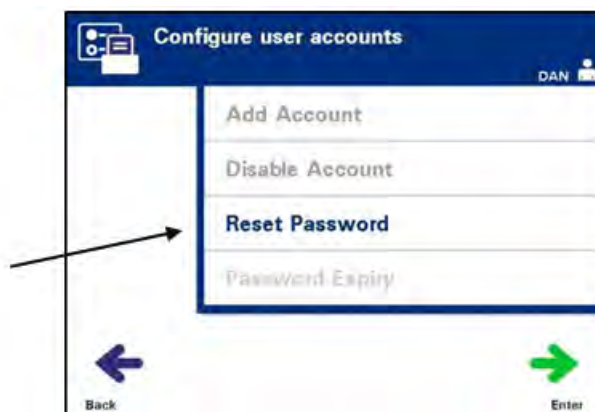 Configure user accounts
DAN
Add Account
Disable Account
Reset Password
Password Expiry
Back
Enter